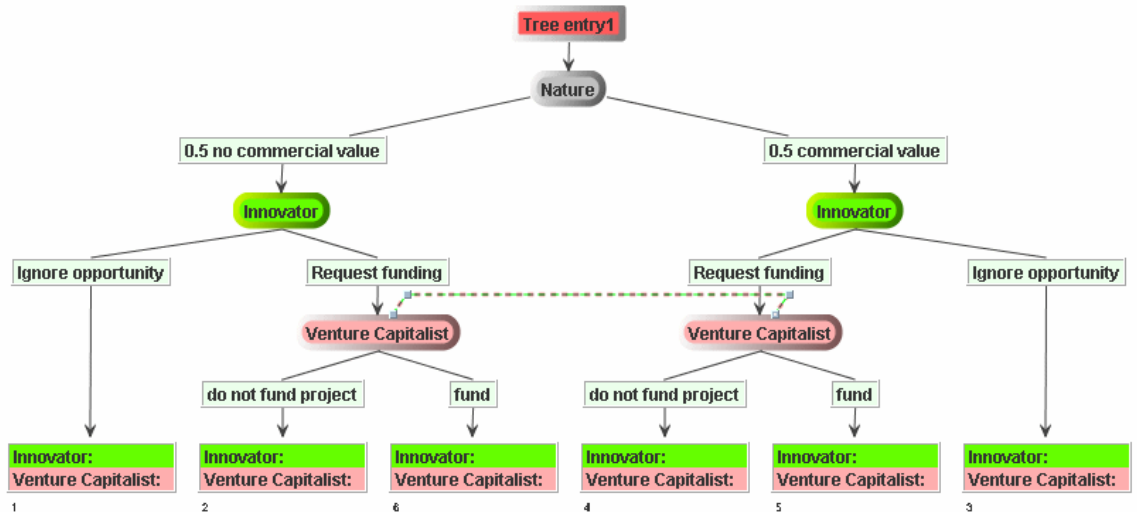 Tree entry1
Nature
0.5 no commercial value
0.5 commercial value
Innovator
Innovator
Ignore opportunity
Request funding
Request funding
Ignore opportunity
Venture Capitalist
Venture Capitalist
do not fund project
fund
do not fund project
fund
Innovator:
Venture Capitalist:
1
Innovator:
Venture Capitalist:
2
Innovator:
Venture Capitalist:
6
Innovator:
Venture Capitalist:
4
Innovator:
Venture Capitalist:
5
Innovator:
Venture Capitalist:
3